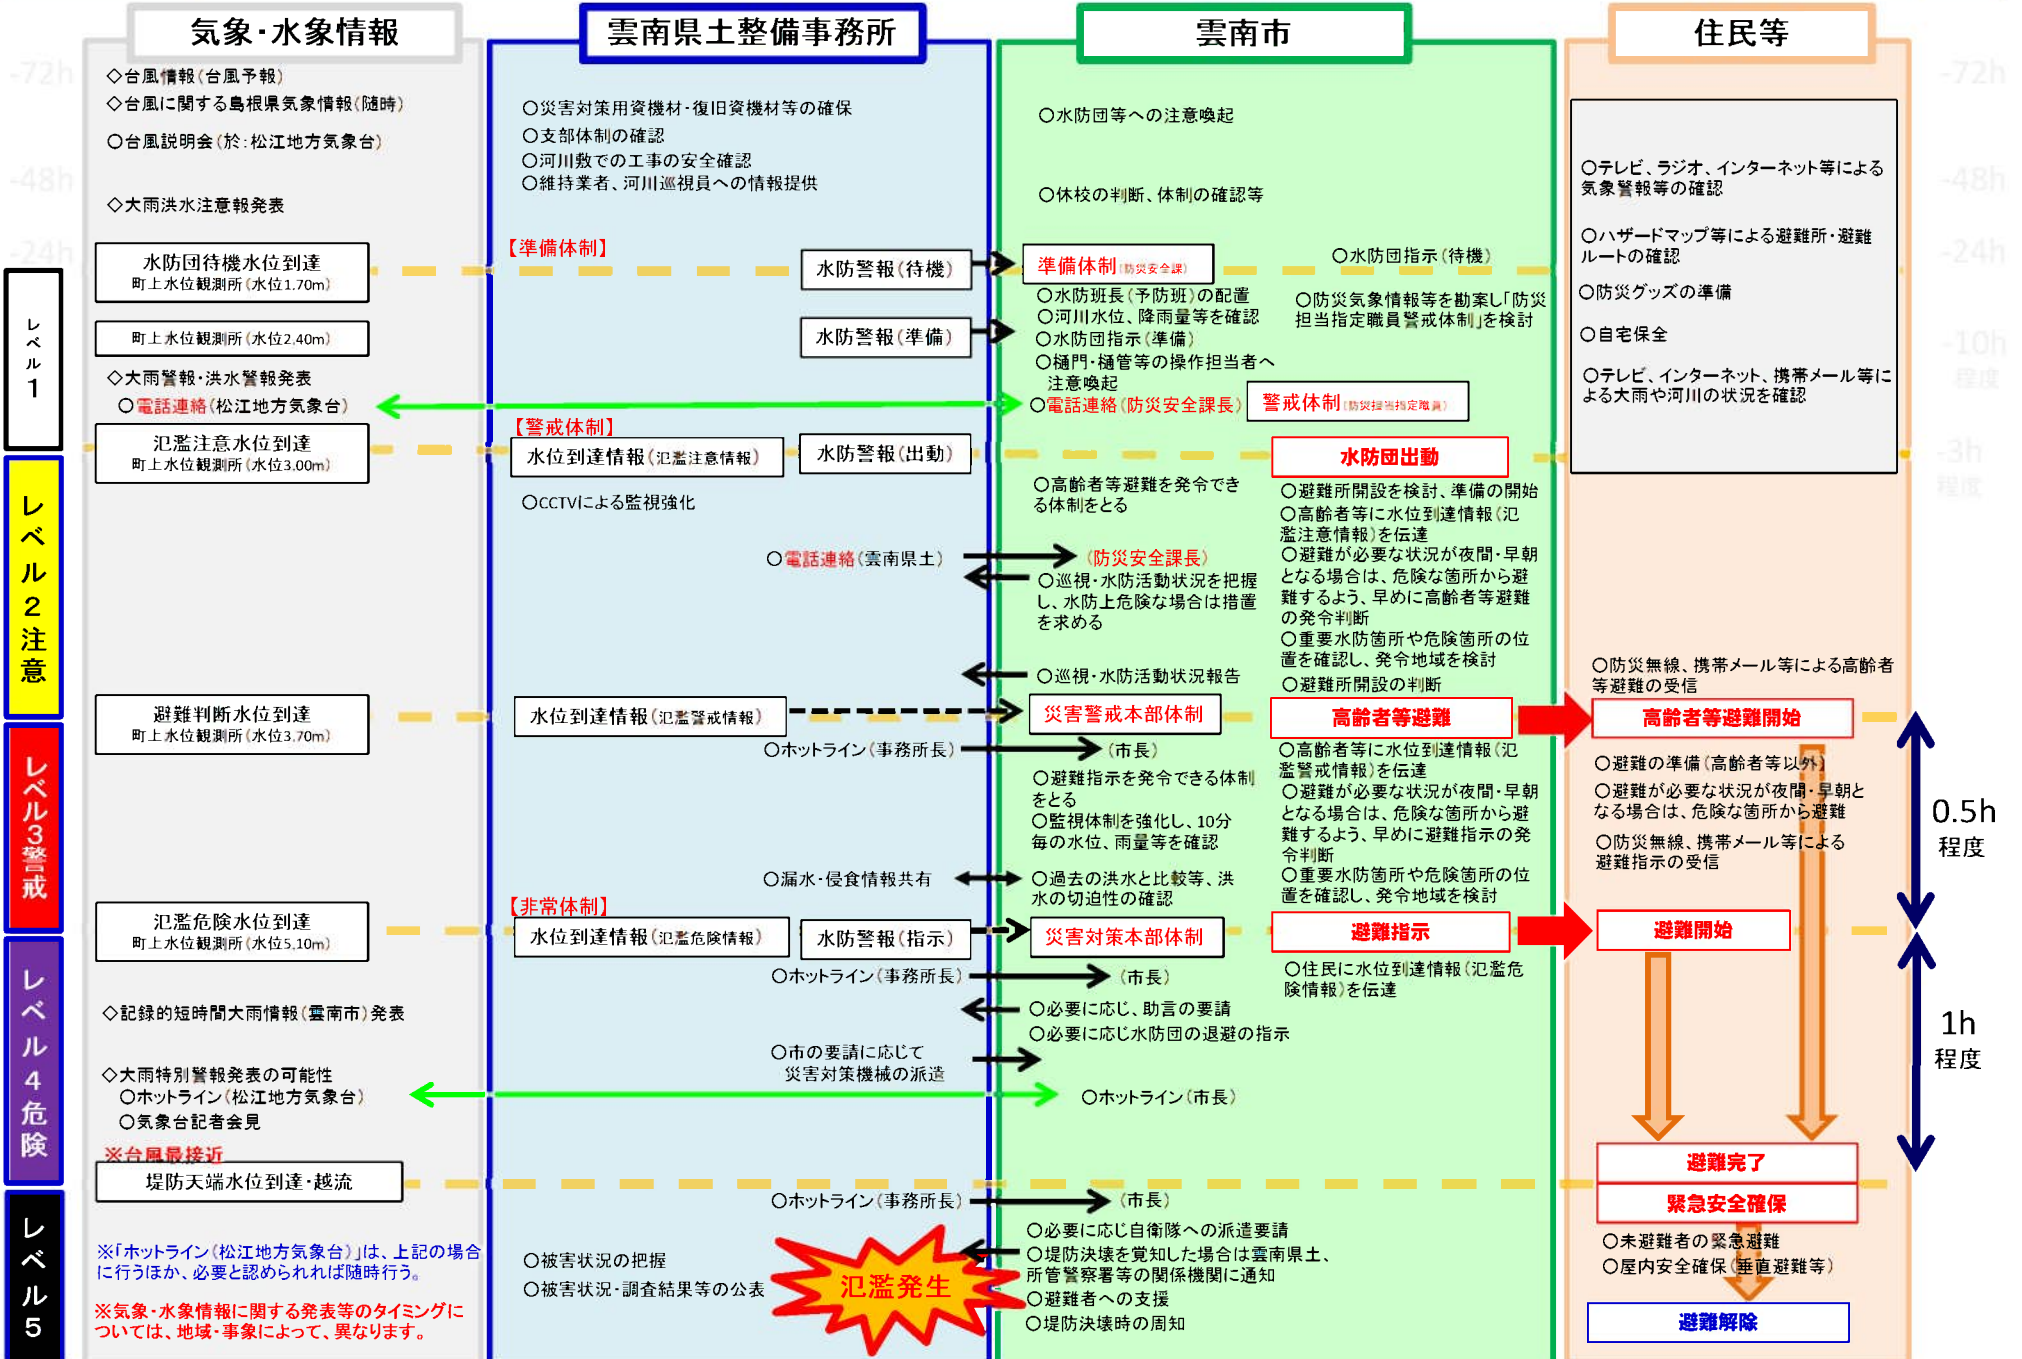 気象・水象情報
雲南県土整備事務所
雲南市
住民等
-72h
-48h
-24h
-72h
-48h
-24h
-10h
程度
-3h
程度
レベル1
レベル2注意
レベル3警戒
レベル4危険
レベル5
◇台風情報(台風予報)
◇台風に関する島根県気象情報(随時)
○台風説明会(於:松江地方気象台)
◇大雨洪水注意報発表
水防団待機水位到達
町上水位観測所(水位1.70m)
町上水位観測所(水位2.40m)
◇大雨警報・洪水警報発表
○電話連絡(松江地方気象台)
氾濫注意水位到達
町上水位観測所(水位3.00m)
避難判断水位到達
町上水位観測所(水位3.70m)
氾濫危険水位到達
町上水位観測所(水位5.10m)
◇記録的短時間大雨情報(雲南市)発表
◇大雨特別警報発表の可能性
○ホットライン(松江地方気象台)
○気象台記者会見
※台風最接近
堤防天端水位到達・越流
※「ホットライン(松江地方気象台)」は、上記の場合
に行うほか、必要と認められれば随時行う。
※気象・水象情報に関する発表等のタイミングに
ついては、地域・事象によって、異なります。
○災害対策用資機材・復旧資機材等の確保
○支部体制の確認
○河川敷での工事の安全確認
○維持業者、河川巡視員への情報提供
【準備体制】
水防警報(待機)
水防警報(準備)
【警戒体制】
水位到達情報(氾濫注意情報)
水防警報(出動)
○CCTVによる監視強化
○電話連絡(雲南県土)
水位到達情報(氾濫警戒情報)
○ホットライン(事務所長)
○漏水・侵食情報共有
【非常体制】
水位到達情報(氾濫危険情報)
水防警報(指示)
○ホットライン(事務所長)
○市の要請に応じて
災害対策機械の派遣
○ホットライン(事務所長)
○被害状況の把握
○被害状況・調査結果等の公表
氾濫発生
○水防団等への注意喚起
○休校の判断、体制の確認等
準備体制(防災安全課)
○水防団指示(待機)
○水防班長(予防班)の配置
○河川水位、降雨量等を確認
○水防団指示(準備)
○樋門・樋管等の操作担当者へ
注意喚起
○防災気象情報等を勘案し「防災
担当指定職員警戒体制」を検討
○電話連絡(防災安全課長)
警戒体制(防災担当指定職員)
水防団出動
○高齢者等避難を発令でき
る体制をとる
(防災安全課長)
○巡視・水防活動状況を把握
し、水防上危険な場合は措置
を求める
○巡視・水防活動状況報告
○避難所開設を検討、準備の開始
○高齢者等に水位到達情報(氾
濫注意情報)を伝達
○避難が必要な状況が夜間・早朝
となる場合は、危険な箇所から避
難するよう、早めに高齢者等避難
の発令判断
○重要水防箇所や危険箇所の位
置を確認し、発令地域を検討
○避難所開設の判断
災害警戒本部体制
高齢者等避難
(市長)
○避難指示を発令できる体制
をとる
○監視体制を強化し、10分
毎の水位、雨量等を確認
○過去の洪水と比較等、洪
水の切迫性の確認
○高齢者等に水位到達情報(氾
濫警戒情報)を伝達
○避難が必要な状況が夜間・早朝
となる場合は、危険な箇所から避
難するよう、早めに避難指示の発
令判断
○重要水防箇所や危険箇所の位
置を確認し、発令地域を検討
災害対策本部体制
避難指示
(市長)
○住民に水位到達情報(氾濫危
険情報)を伝達
○必要に応じ、助言の要請
○必要に応じ水防団の退避の指示
○ホットライン(市長)
(市長)
○必要に応じ自衛隊への派遣要請
○堤防決壊を覚知した場合は雲南県土、
所管警察署等の関係機関に通知
○避難者への支援
○堤防決壊時の周知
○テレビ、ラジオ、インターネット等による
気象警報等の確認
○ハザードマップ等による避難所・避難
ルートの確認
○防災グッズの準備
○自宅保全
○テレビ、インターネット、携帯メール等に
よる大雨や河川の状況を確認
○防災無線、携帯メール等による高齢者
等避難の受信
高齢者等避難開始
○避難の準備(高齢者等以外)
○避難が必要な状況が夜間・早朝と
なる場合は、危険な箇所から避難
○防災無線、携帯メール等による
避難指示の受信
避難開始
避難完了
緊急安全確保
○未避難者の緊急避難
○屋内安全確保(垂直避難等)
避難解除
0.5h
程度
1h
程度